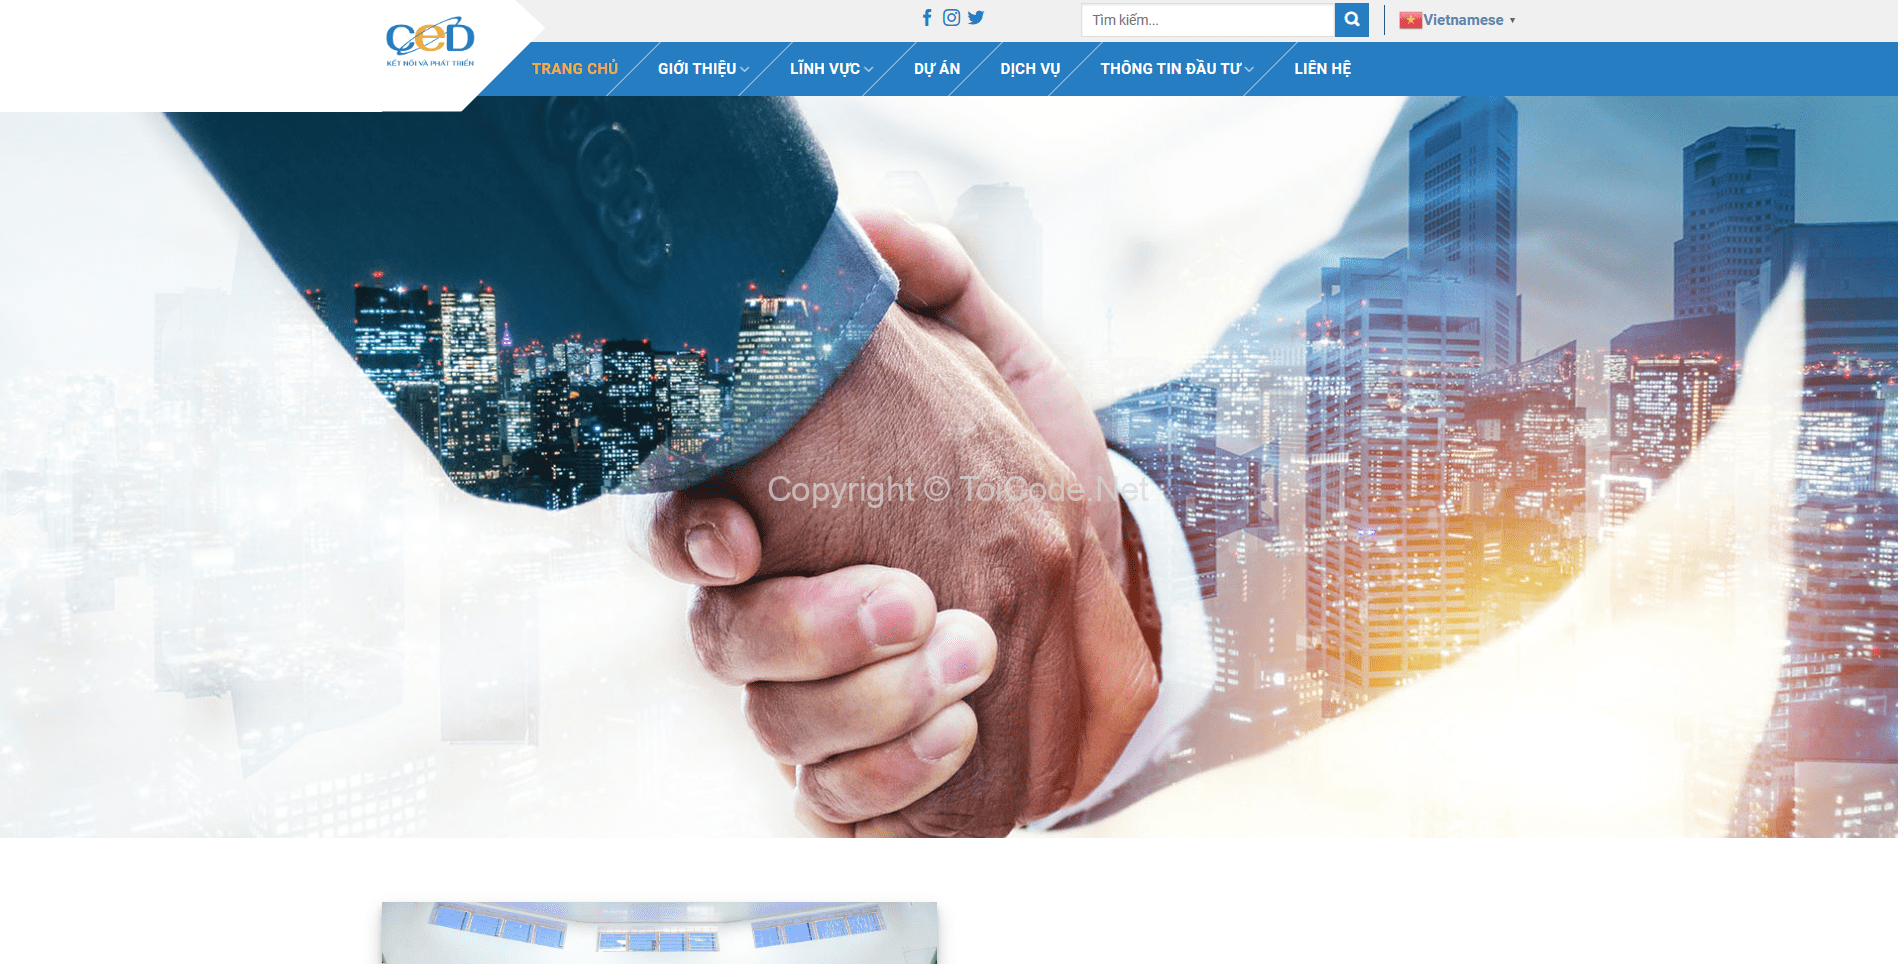 CeD
KẾT NỐI VÀ PHÁT TRIỂN
Tìm kiếm...
Vietnamese
TRANG CHỦ
GIỚI THIỆU
LĨNH VỰC
DỰ ÁN
DỊCH VỤ
THÔNG TIN ĐẦU TƯ
LIÊN HỆ
Copyright © ToiCode.Net